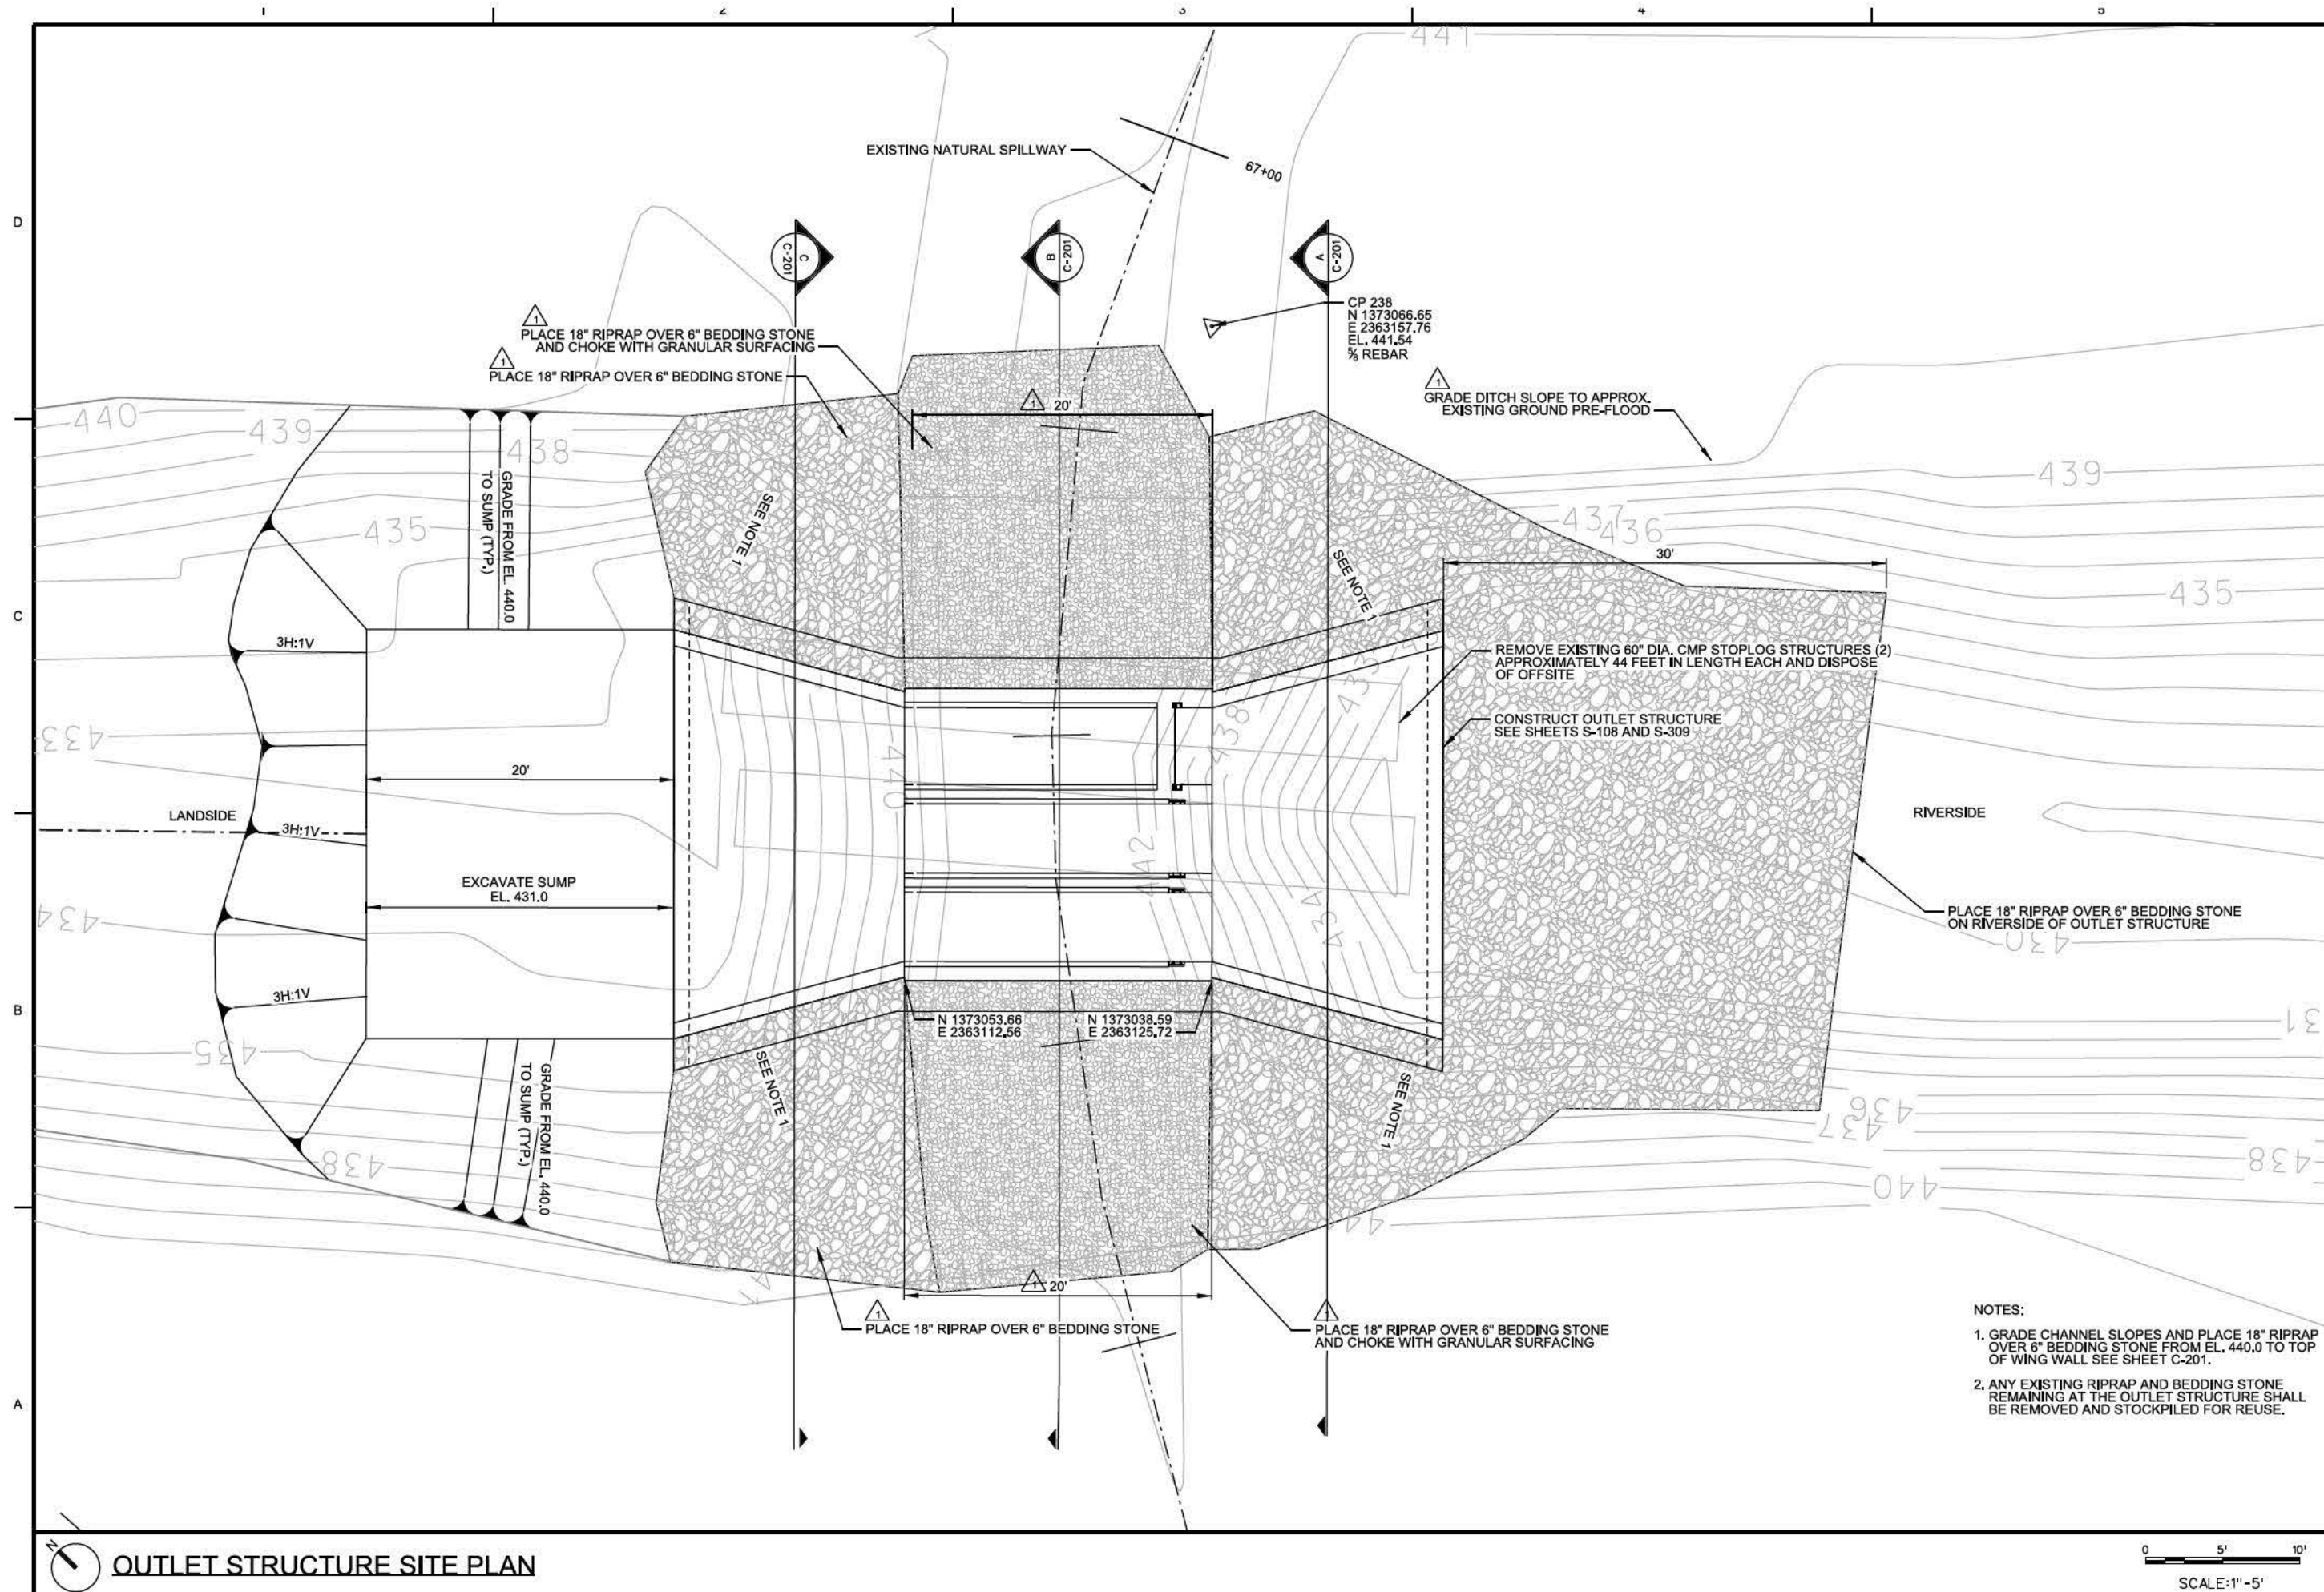 2
3
4
5
D
C
B
A
441
EXISTING NATURAL SPILLWAY
67+00
C
C-201
B
C-201
A
C-201
CP 238
N 1373066.65
E 2363157.76
EL. 441.54
⅝ REBAR
1
PLACE 18" RIPRAP OVER 6" BEDDING STONE
AND CHOKE WITH GRANULAR SURFACING
1
PLACE 18" RIPRAP OVER 6" BEDDING STONE
1
GRADE DITCH SLOPE TO APPROX.
EXISTING GROUND PRE-FLOOD
1 20'
440
439
438
435
GRADE FROM EL. 440.0
TO SUMP (TYP.)
SEE NOTE 1
SEE NOTE 1
439
437
436
435
30'
3H:1V
REMOVE EXISTING 60" DIA. CMP STOPLOG STRUCTURES (2)
APPROXIMATELY 44 FEET IN LENGTH EACH AND DISPOSE
OF OFFSITE
CONSTRUCT OUTLET STRUCTURE
SEE SHEETS S-108 AND S-309
433
438
433
440
442
434
20'
LANDSIDE
3H:1V
RIVERSIDE
EXCAVATE SUMP
EL. 431.0
434
PLACE 18" RIPRAP OVER 6" BEDDING STONE
ON RIVERSIDE OF OUTLET STRUCTURE
430
3H:1V
N 1373053.66
E 2363112.56
N 1373038.59
E 2363125.72
435
SEE NOTE 1
SEE NOTE 1
GRADE FROM EL. 440.0
TO SUMP (TYP.)
438
436
437
438
440
1 20'
1
PLACE 18" RIPRAP OVER 6" BEDDING STONE
1
PLACE 18" RIPRAP OVER 6" BEDDING STONE
AND CHOKE WITH GRANULAR SURFACING
NOTES:
1. GRADE CHANNEL SLOPES AND PLACE 18" RIPRAP
OVER 6" BEDDING STONE FROM EL. 440.0 TO TOP
OF WING WALL SEE SHEET C-201.
2. ANY EXISTING RIPRAP AND BEDDING STONE
REMAINING AT THE OUTLET STRUCTURE SHALL
BE REMOVED AND STOCKPILED FOR REUSE.
N
OUTLET STRUCTURE SITE PLAN
0 5' 10'
SCALE:1"-5'